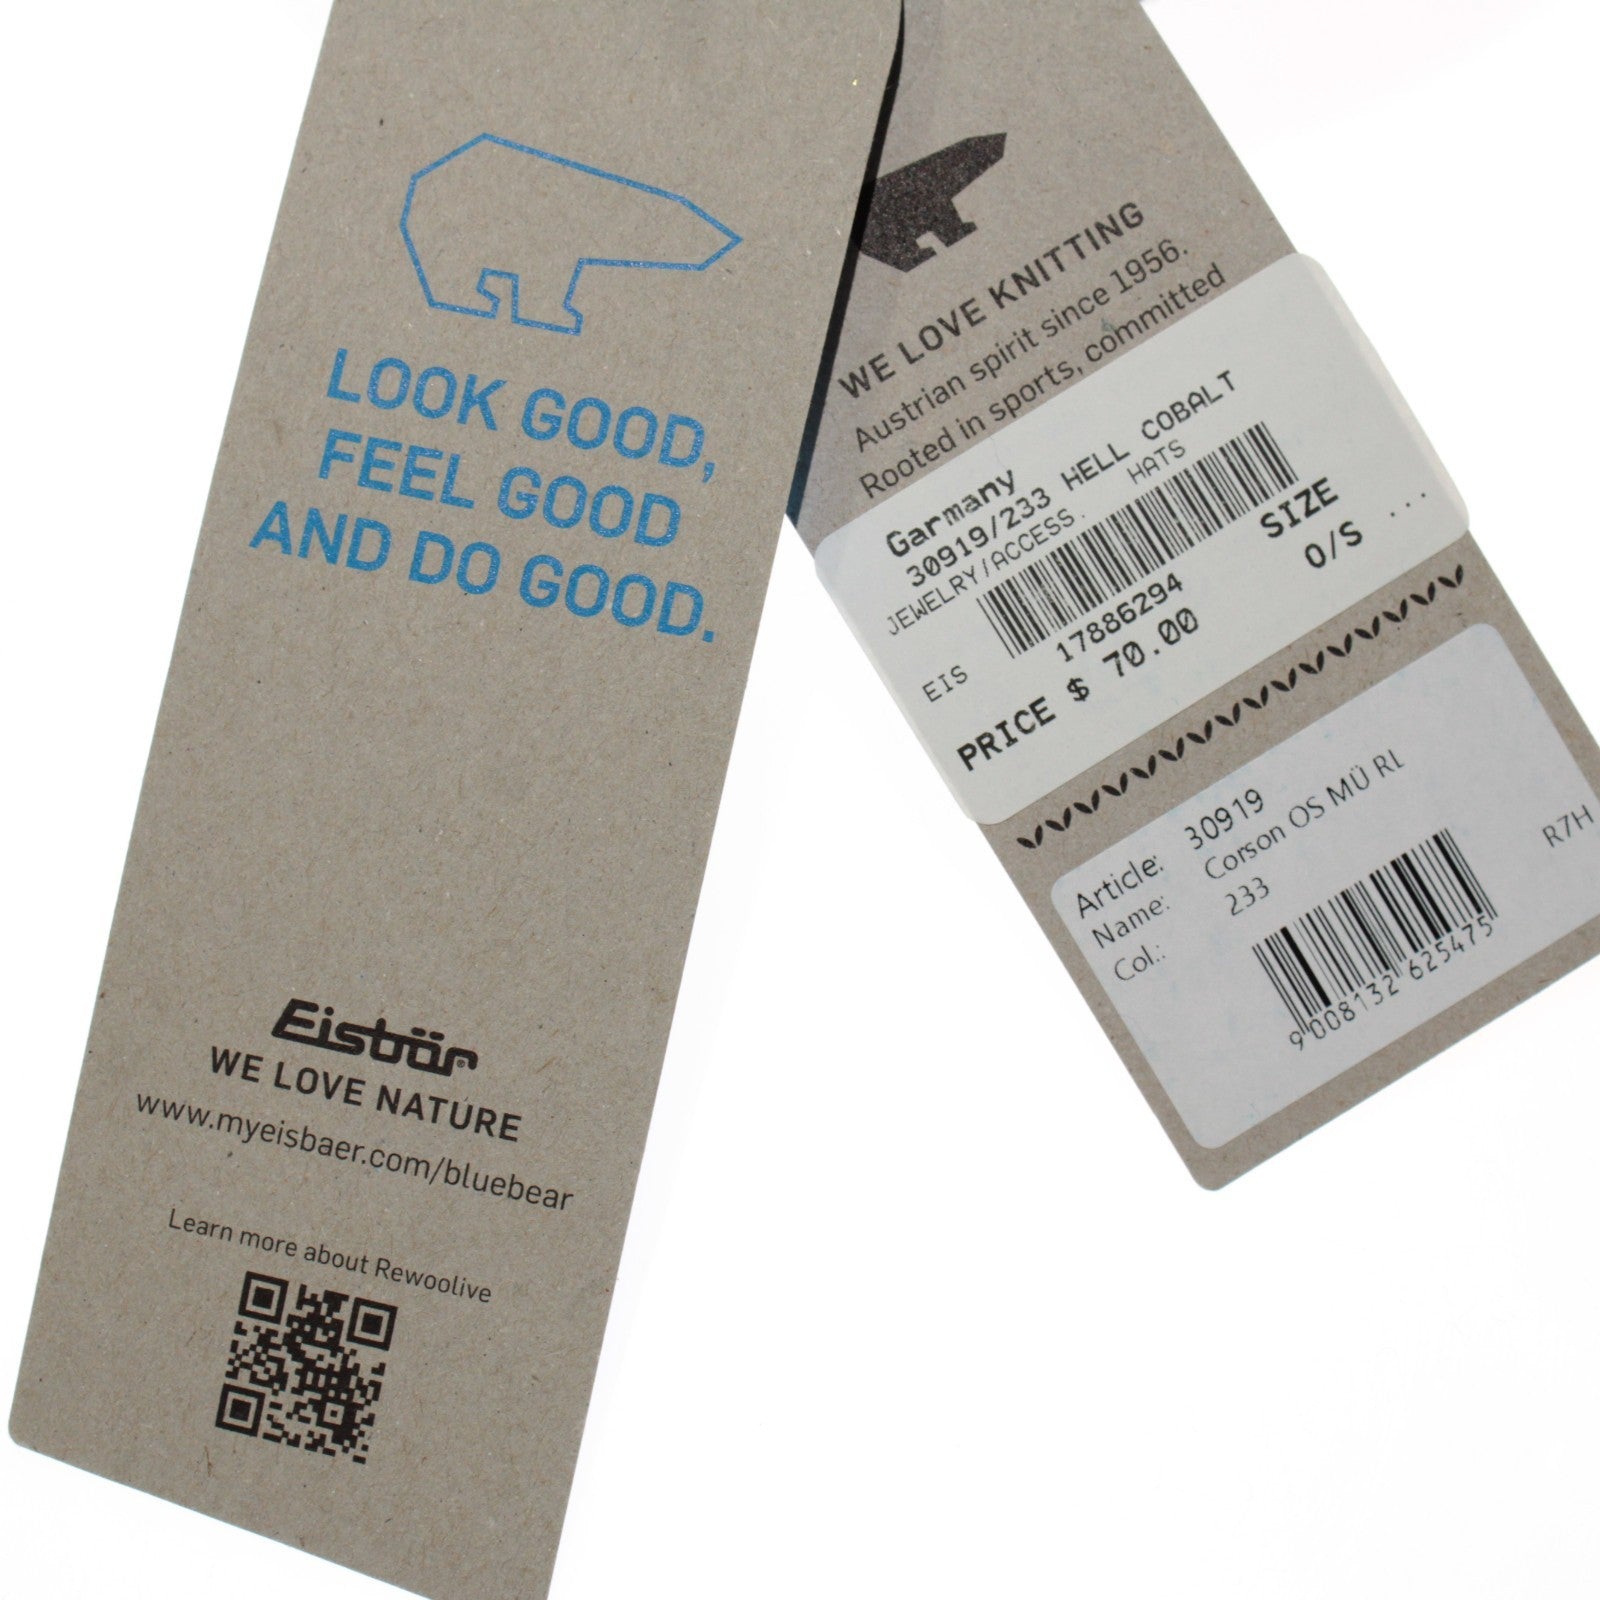 LOOK GOOD,
FEEL GOOD
AND DO GOOD.
Eisbär®
WE LOVE NATURE
www.myeisbaer.com/bluebear
Learn more about Rewoolive
WE LOVE KNITTING
Austrian spirit since 1956.
Rooted in sports, committed
Garmany
30919/233 HELL COBALT
JEWELRY/ACCESS. HATS
EIS
17886294
SIZE
O/S ...
PRICE $ 70.00
Article: 30919
Name: Corson OS MÜ RL
Col.: 233
R7H
9 008132 625475